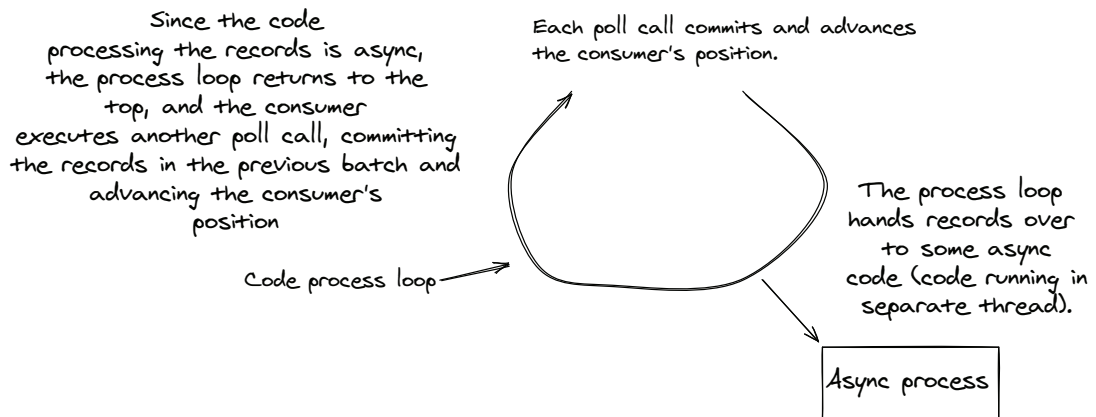 Since the code
processing the records is async,
the process loop returns to the
top, and the consumer
executes another poll call, committing
the records in the previous batch and
advancing the consumer's
position
Each poll call commits and advances
the consumer's position.
The process loop
hands records over
to some async
code (code running in
separate thread).
Code process loop
Async process